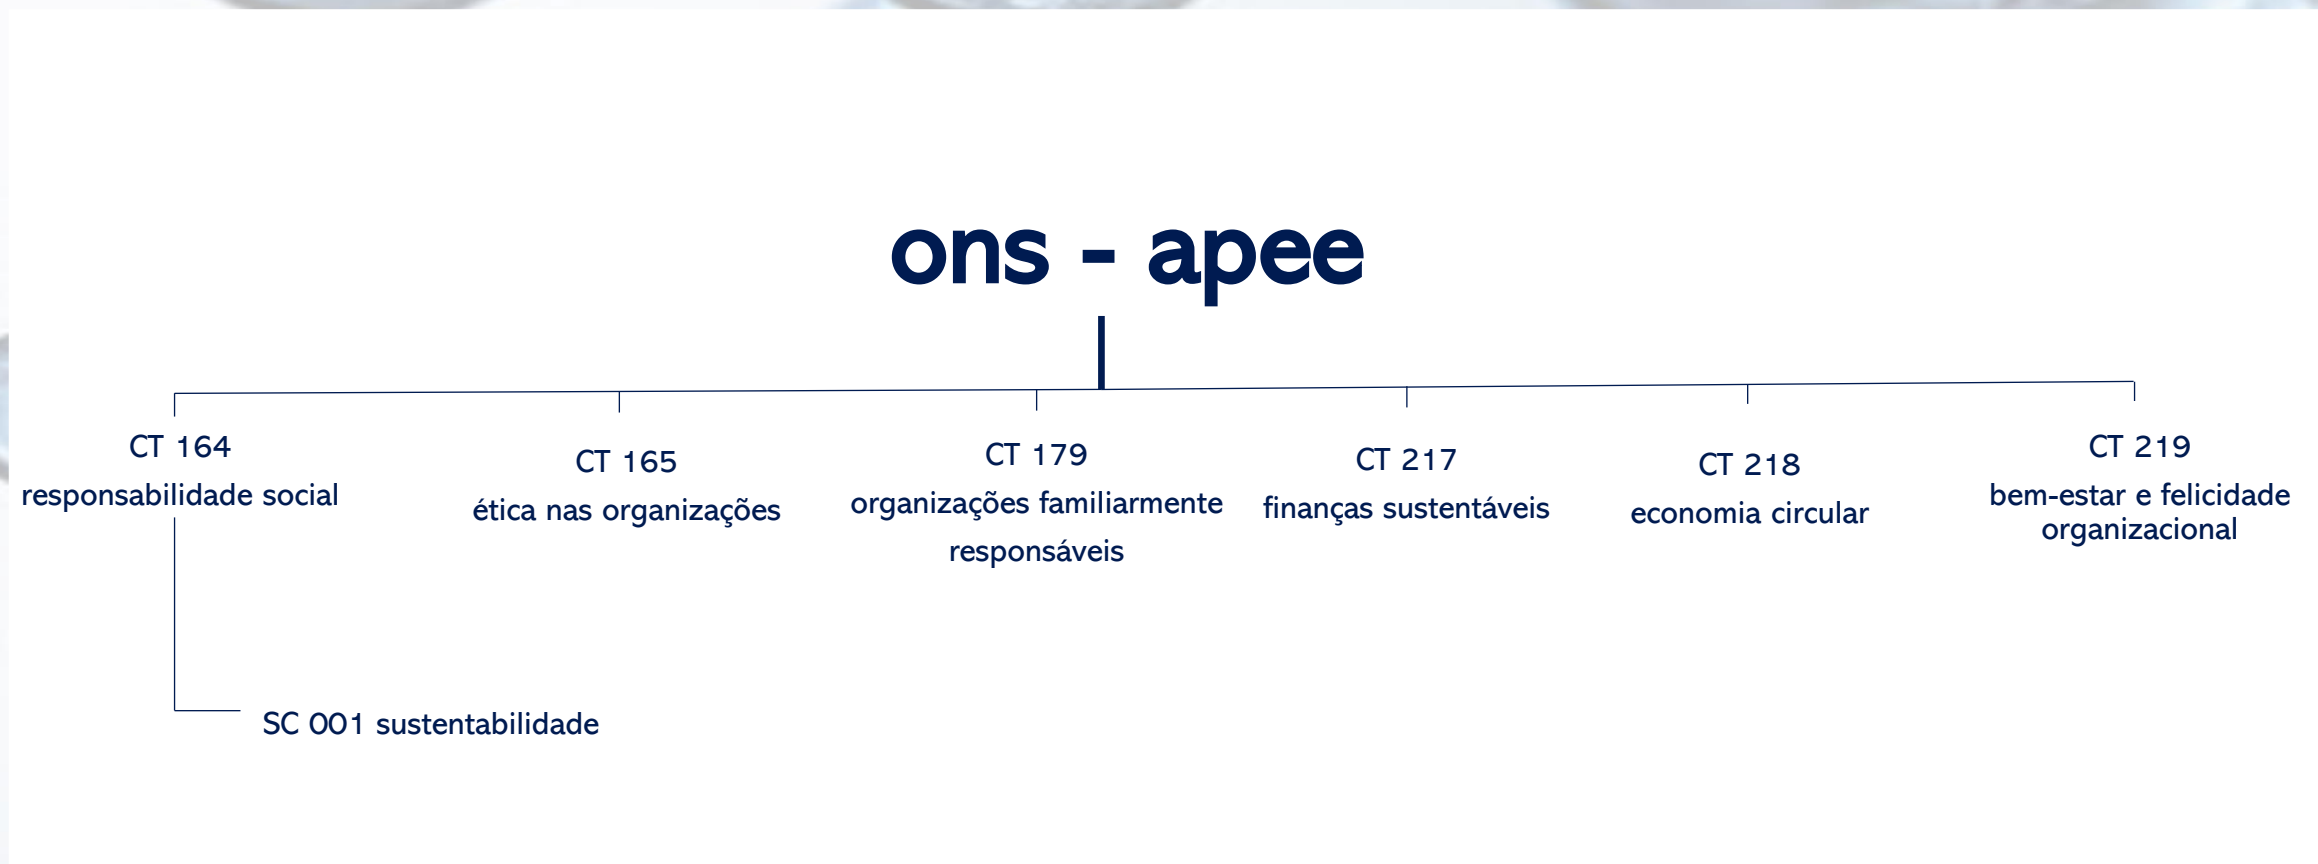 ons - apee
CT 164
responsabilidade social
CT 165
ética nas organizações
CT 179
organizações familiarmente
responsáveis
CT 217
finanças sustentáveis
CT 218
economia circular
CT 219
bem-estar e felicidade
organizacional
SC 001 sustentabilidade